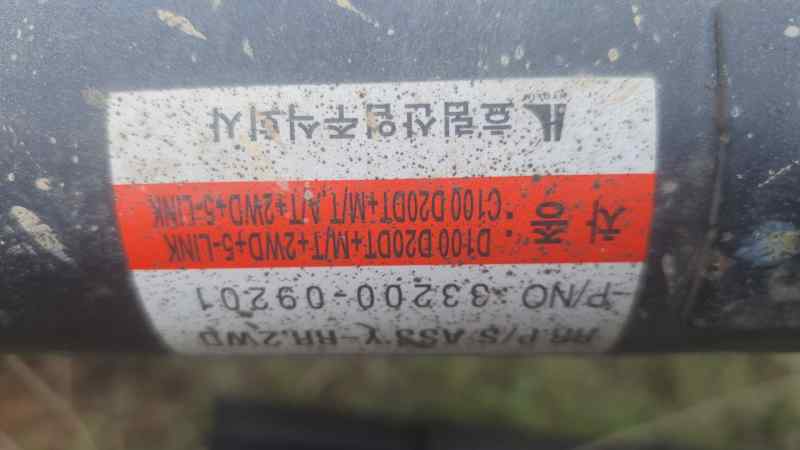 RR P/S ASS'Y-RR,2WD
-P/NO :33200-09201
차 종 : D100 D20DT+M/T+2WD+5-LINK
C100 D20DT+M/T,A/T+2WD+5-LINK
HL 효림산업주식회사